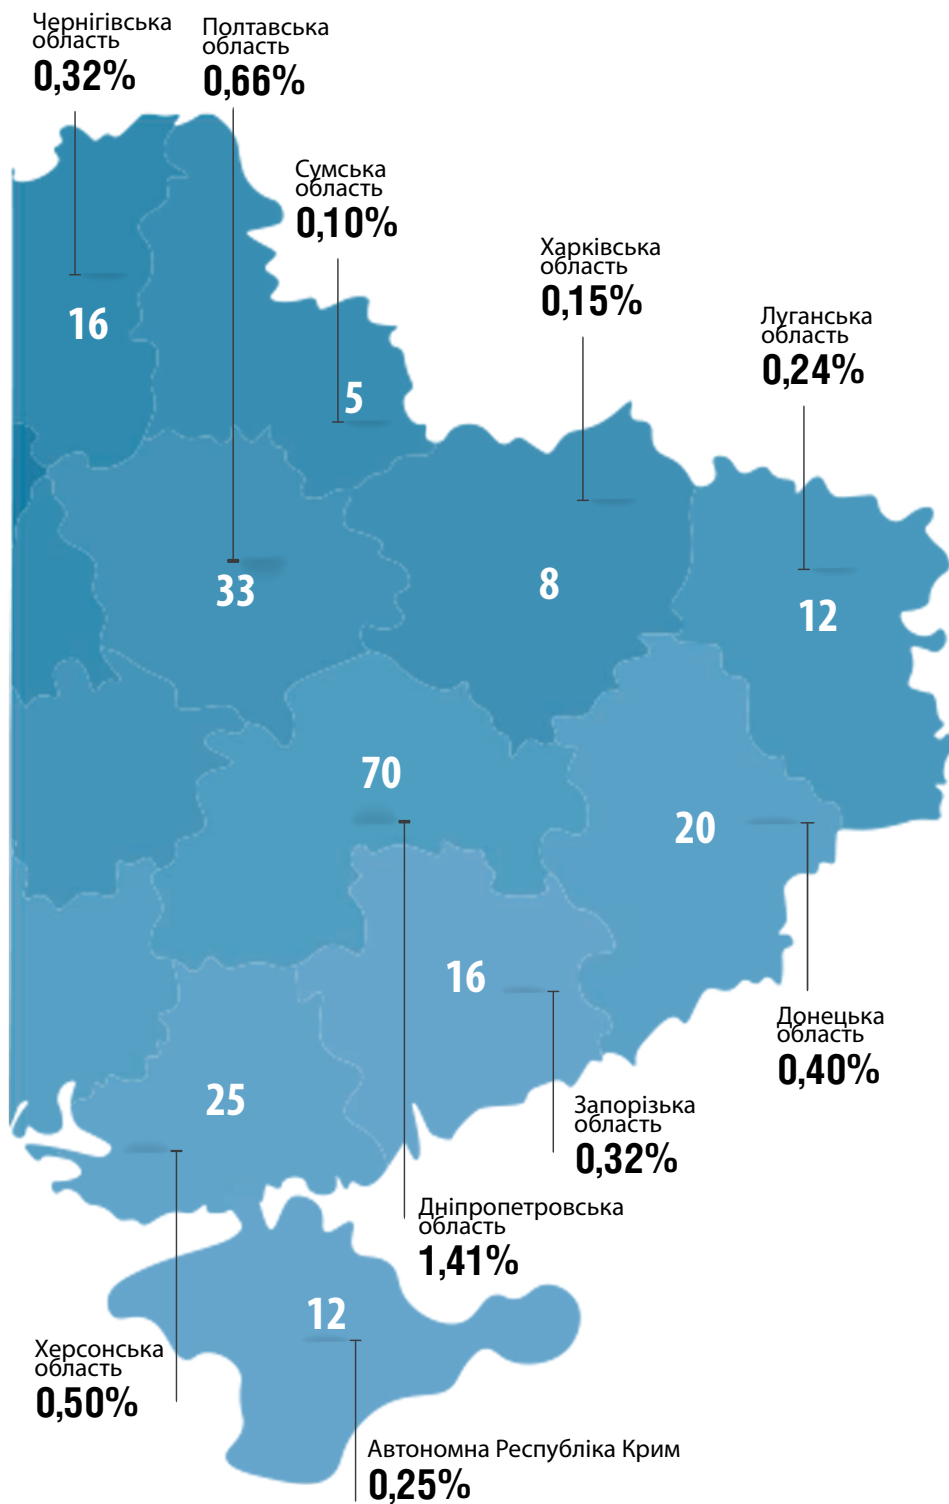 Чернігівська
область
0,32%
Полтавська
область
0,66%
Сумська
область
0,10%
Харківська
область
0,15%
Луганська
область
0,24%
16
5
33
8
12
70
20
16
25
12
Донецька
область
0,40%
Запорізька
область
0,32%
Дніпропетровська
область
1,41%
Херсонська
область
0,50%
Автономна Республіка Крим
0,25%